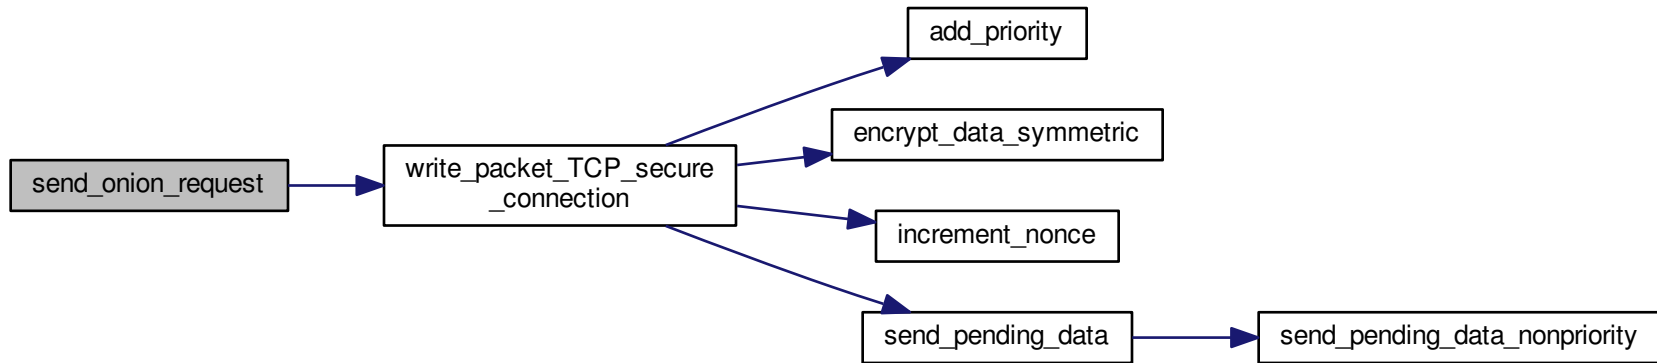 add_priority
encrypt_data_symmetric
send_onion_request
write_packet_TCP_secure
_connection
increment_nonce
send_pending_data
send_pending_data_nonpriority